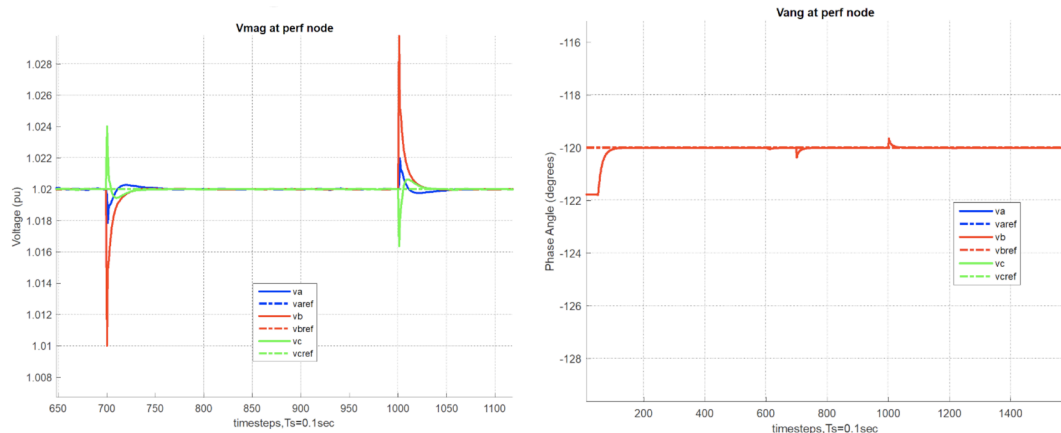 Vmag at perf node
1.028
1.026
1.024
1.022
1.02
1.018
1.016
1.014
1.012
1.01
1.008
Voltage (pu)
va
varef
vb
vbref
vc
vcref
650 700 750 800 850 900 950 1000 1050 1100
timesteps,Ts=0.1sec
Vang at perf node
-116
-118
-120
-122
-124
-126
-128
Phase Angle (degrees)
va
varef
vb
vbref
vc
vcref
200 400 600 800 1000 1200 1400
timesteps,Ts=0.1sec